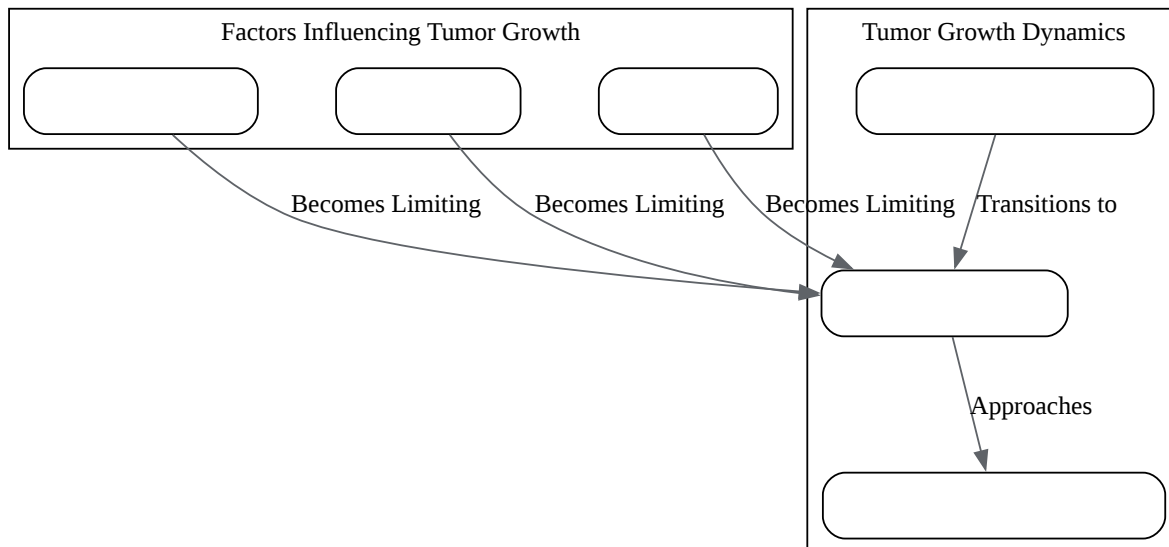 Factors Influencing Tumor Growth
Tumor Growth Dynamics
Becomes Limiting
Becomes Limiting
Becomes Limiting
Transitions to
Approaches